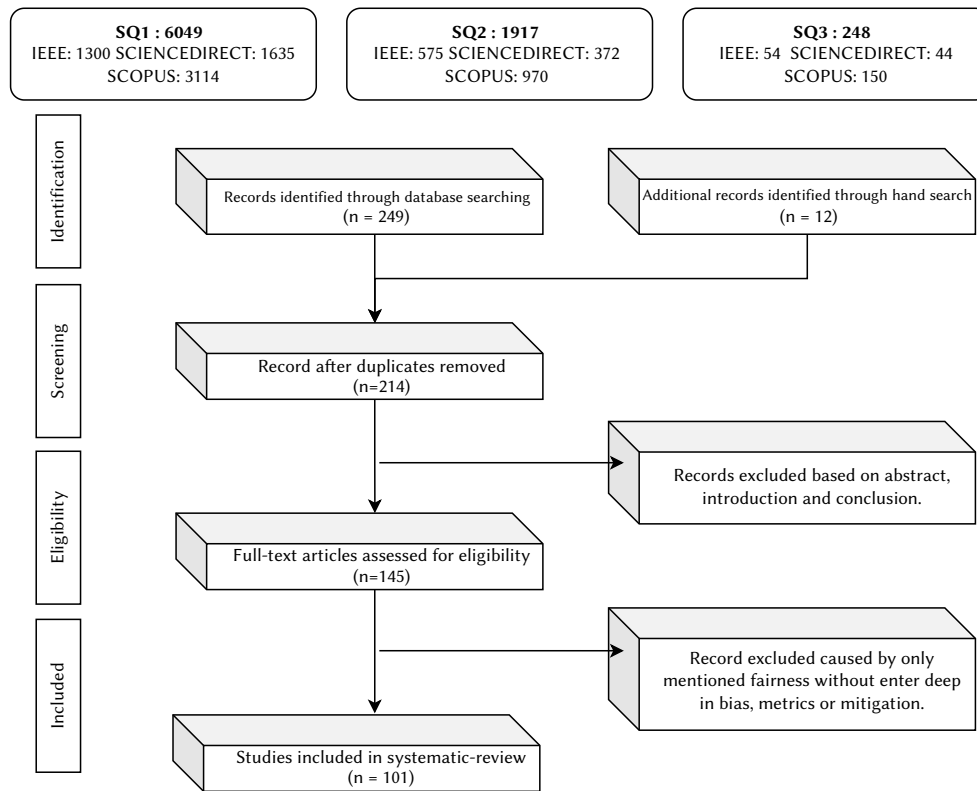 SQ1 : 6049
IEEE: 1300 SCIENCEDIRECT: 1635
SCOPUS: 3114
SQ2 : 1917
IEEE: 575 SCIENCEDIRECT: 372
SCOPUS: 970
SQ3 : 248
IEEE: 54 SCIENCEDIRECT: 44
SCOPUS: 150
Identification
Records identified through database searching
(n = 249)
Additional records identified through hand search
(n = 12)
Screening
Record after duplicates removed
(n=214)
Records excluded based on abstract,
introduction and conclusion.
Eligibility
Full-text articles assessed for eligibility
(n=145)
Included
Record excluded caused by only
mentioned fairness without enter deep
in bias, metrics or mitigation.
Studies included in systematic-review
(n = 101)